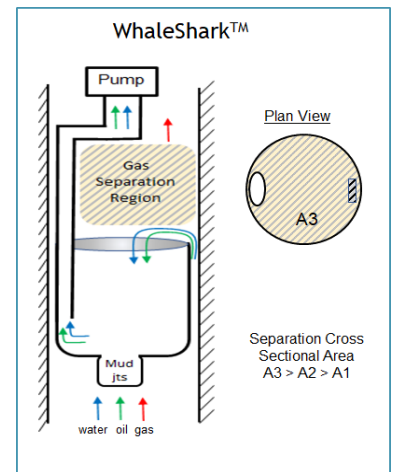 WhaleShark™
Pump
Plan View
Gas
Separation
Region
A3
Separation Cross
Sectional Area
A3 > A2 > A1
Mud
jts
water oil gas